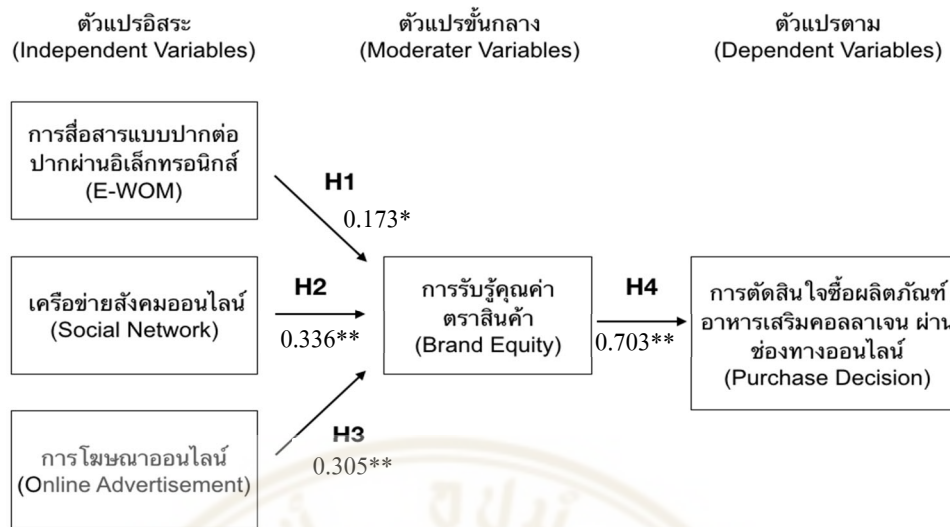 ตัวแปรอิสระ
(Independent Variables)
ตัวแปรขั้นกลาง
(Moderater Variables)
ตัวแปรตาม
(Dependent Variables)
การสื่อสารแบบปากต่อ
ปากผ่านอิเล็กทรอนิกส์
(E-WOM)
H1
0.173*
เครือข่ายสังคมออนไลน์
(Social Network)
H2
0.336**
การรับรู้คุณค่า
ตราสินค้า
(Brand Equity)
H4
0.703**
การตัดสินใจซื้อผลิตภัณฑ์
อาหารเสริมคอลลาเจน ผ่าน
ช่องทางออนไลน์
(Purchase Decision)
การโฆษณาออนไลน์
(Online Advertisement)
H3
0.305**